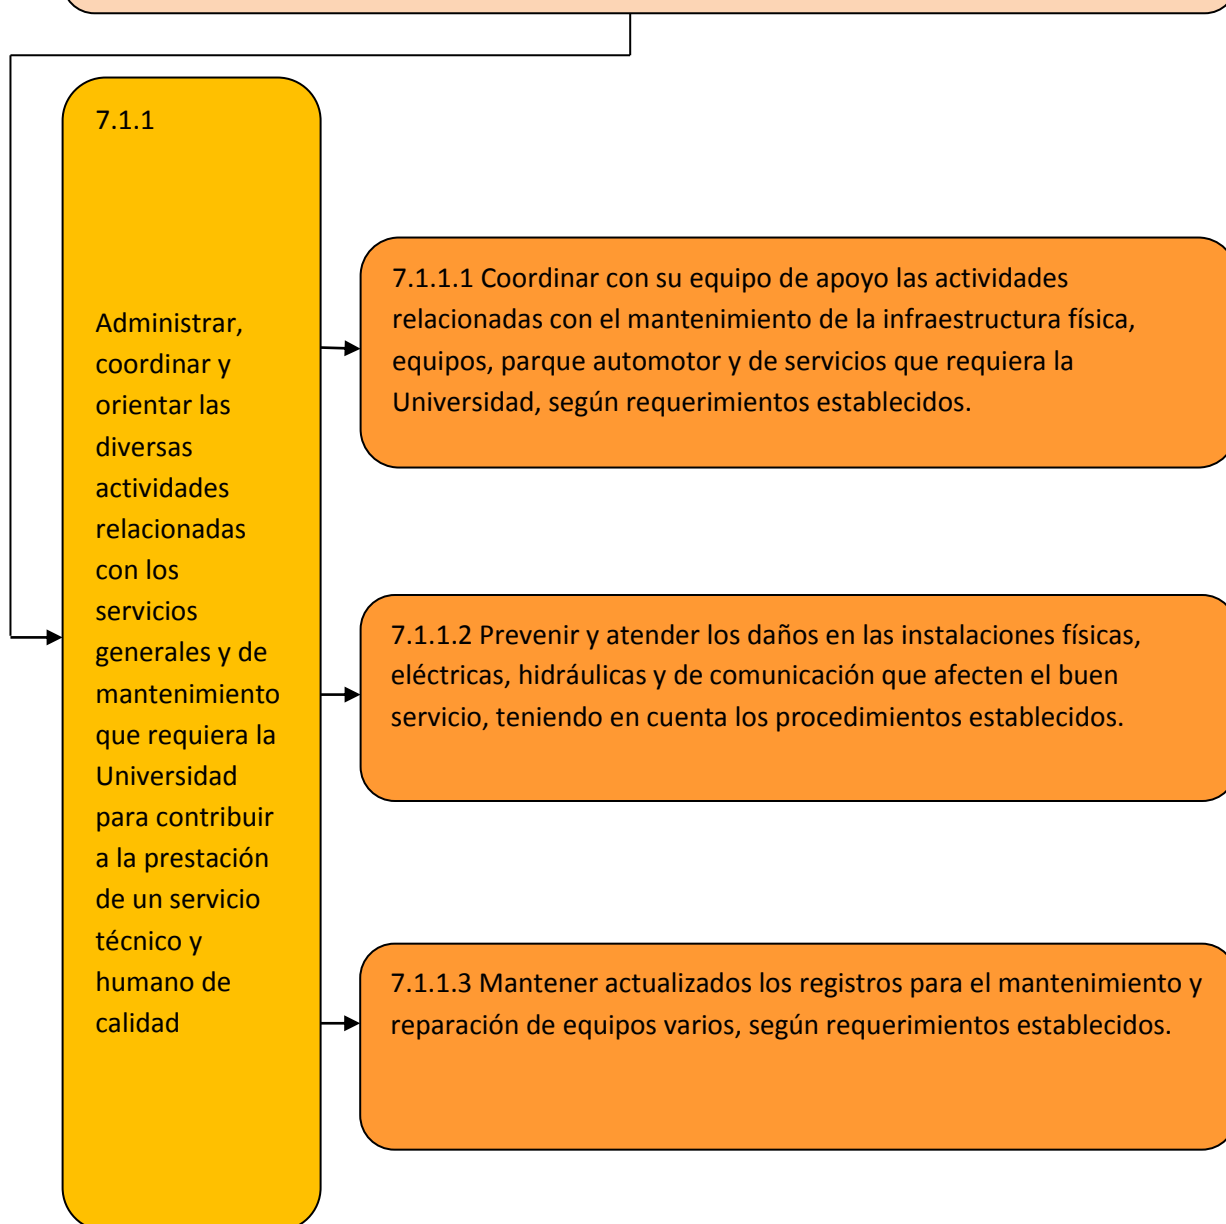 7.1.1
Administrar,
coordinar y
orientar las
diversas
actividades
relacionadas
con los
servicios
generales y de
mantenimiento
que requiera la
Universidad
para contribuir
a la prestación
de un servicio
técnico y
humano de
calidad
7.1.1.1 Coordinar con su equipo de apoyo las actividades
relacionadas con el mantenimiento de la infraestructura física,
equipos, parque automotor y de servicios que requiera la
Universidad, según requerimientos establecidos.
7.1.1.2 Prevenir y atender los daños en las instalaciones físicas,
eléctricas, hidráulicas y de comunicación que afecten el buen
servicio, teniendo en cuenta los procedimientos establecidos.
7.1.1.3 Mantener actualizados los registros para el mantenimiento y
reparación de equipos varios, según requerimientos establecidos.